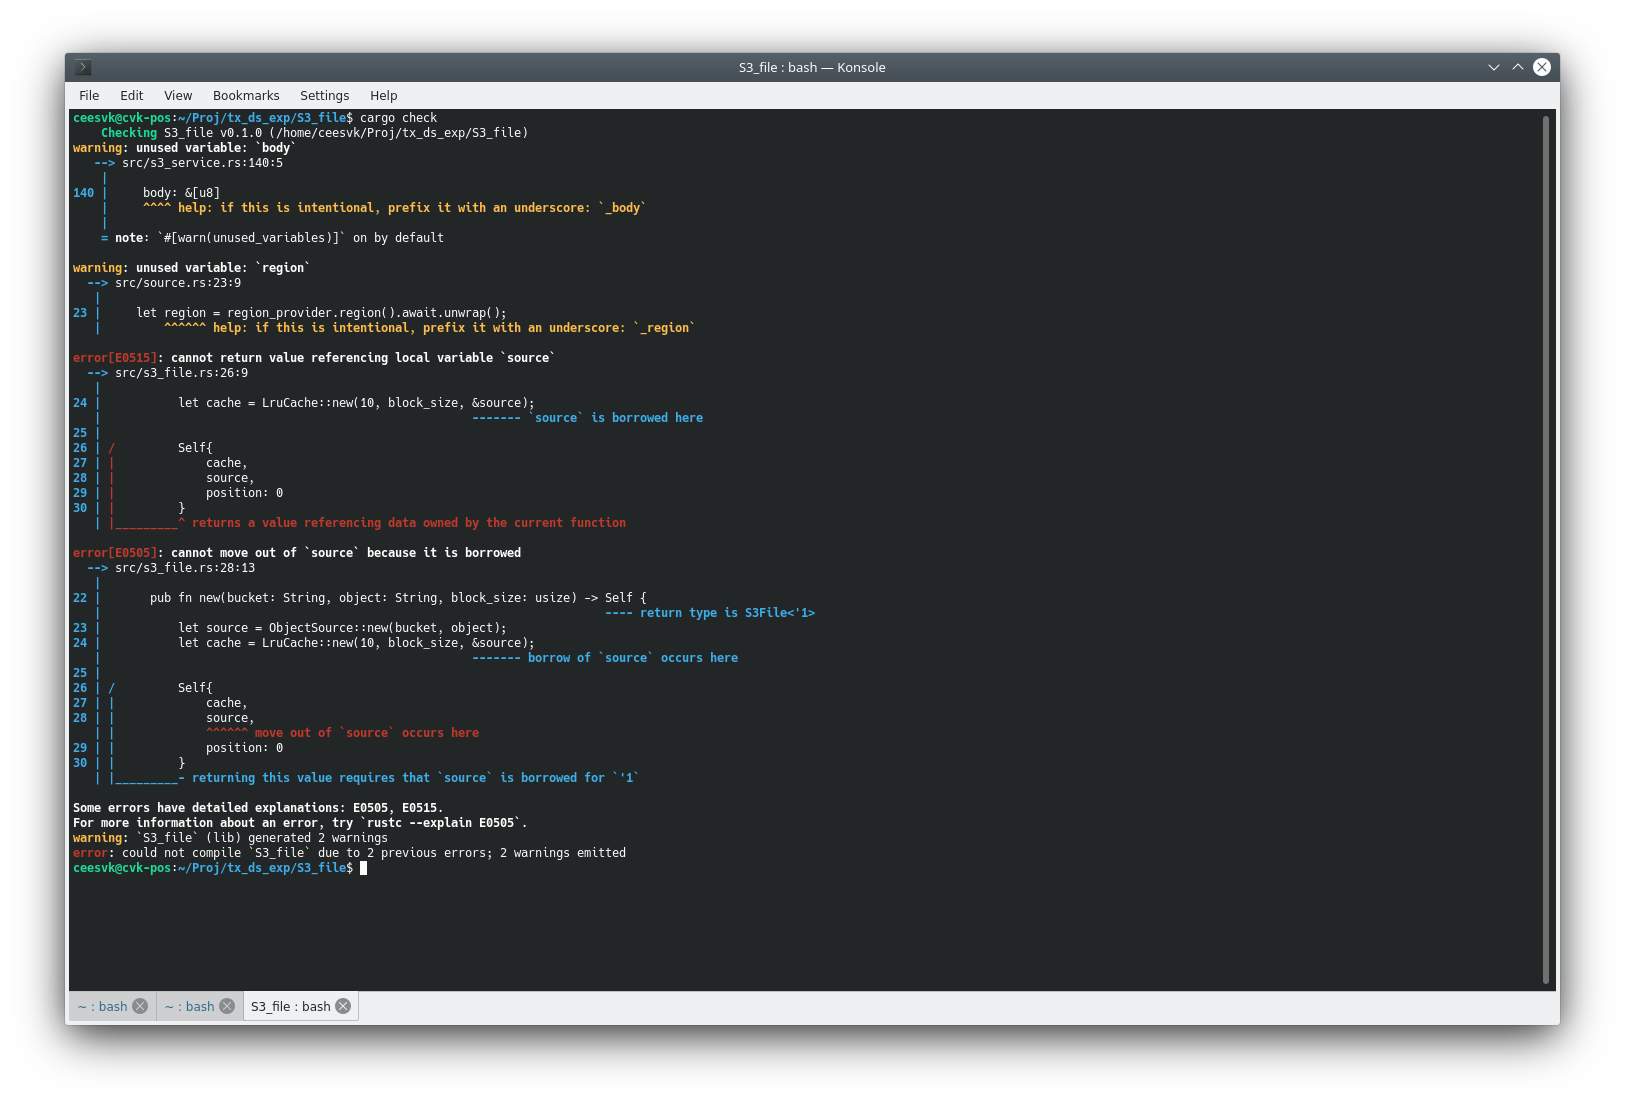 S3_file : bash — Konsole
File Edit View Bookmarks Settings Help
ceesvk@cvk-pos:~/Proj/tx_ds_exp/S3_file$ cargo check
    Checking S3_file v0.1.0 (/home/ceesvk/Proj/tx_ds_exp/S3_file)
warning: unused variable: `body`
   --> src/s3_service.rs:140:5
    |
140 |     body: &[u8]
    |     ^^^^ help: if this is intentional, prefix it with an underscore: `_body`
    |
    = note: `#[warn(unused_variables)]` on by default

warning: unused variable: `region`
  --> src/source.rs:23:9
   |
23 |     let region = region_provider.region().await.unwrap();
   |         ^^^^^^ help: if this is intentional, prefix it with an underscore: `_region`

error[E0515]: cannot return value referencing local variable `source`
  --> src/s3_file.rs:26:9
   |
24 |           let cache = LruCache::new(10, block_size, &source);
   |                                                     ------- `source` is borrowed here
25 |
26 | /         Self{
27 | |             cache,
28 | |             source,
29 | |             position: 0
30 | |         }
   | |_________^ returns a value referencing data owned by the current function

error[E0505]: cannot move out of `source` because it is borrowed
  --> src/s3_file.rs:28:13
   |
22 |       pub fn new(bucket: String, object: String, block_size: usize) -> Self {
   |                                                                        ---- return type is S3File<'1>
23 |           let source = ObjectSource::new(bucket, object);
24 |           let cache = LruCache::new(10, block_size, &source);
   |                                                     ------- borrow of `source` occurs here
25 |
26 | /         Self{
27 | |             cache,
28 | |             source,
   | |             ^^^^^^ move out of `source` occurs here
29 | |             position: 0
30 | |         }
   | |_________- returning this value requires that `source` is borrowed for `'1`

Some errors have detailed explanations: E0505, E0515.
For more information about an error, try `rustc --explain E0505`.
warning: `S3_file` (lib) generated 2 warnings
error: could not compile `S3_file` due to 2 previous errors; 2 warnings emitted
ceesvk@cvk-pos:~/Proj/tx_ds_exp/S3_file$
~ : bash ~ : bash S3_file : bash